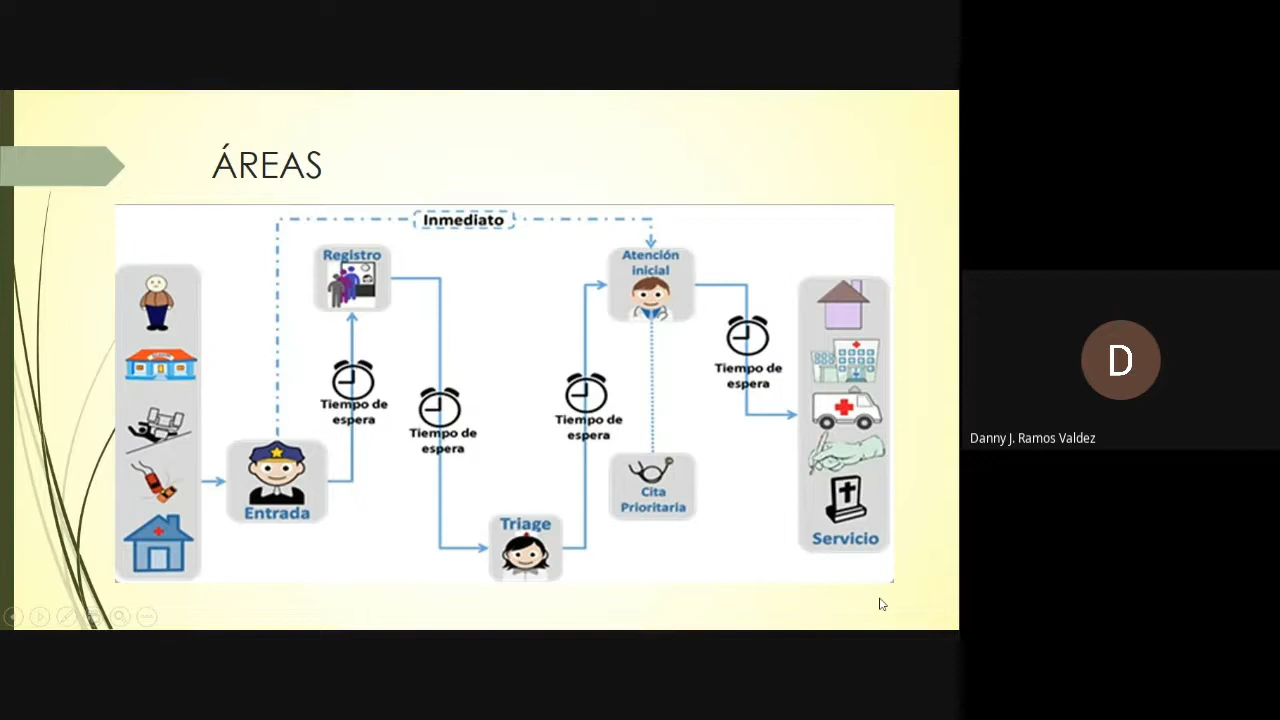 ÁREAS
Inmediato
Registro
Atención
inicial
Tiempo de
espera
Tiempo de
espera
Tiempo de
espera
Tiempo de
espera
Entrada
Triage
Cita
Prioritaria
Servicio
D
Danny J. Ramos Valdez